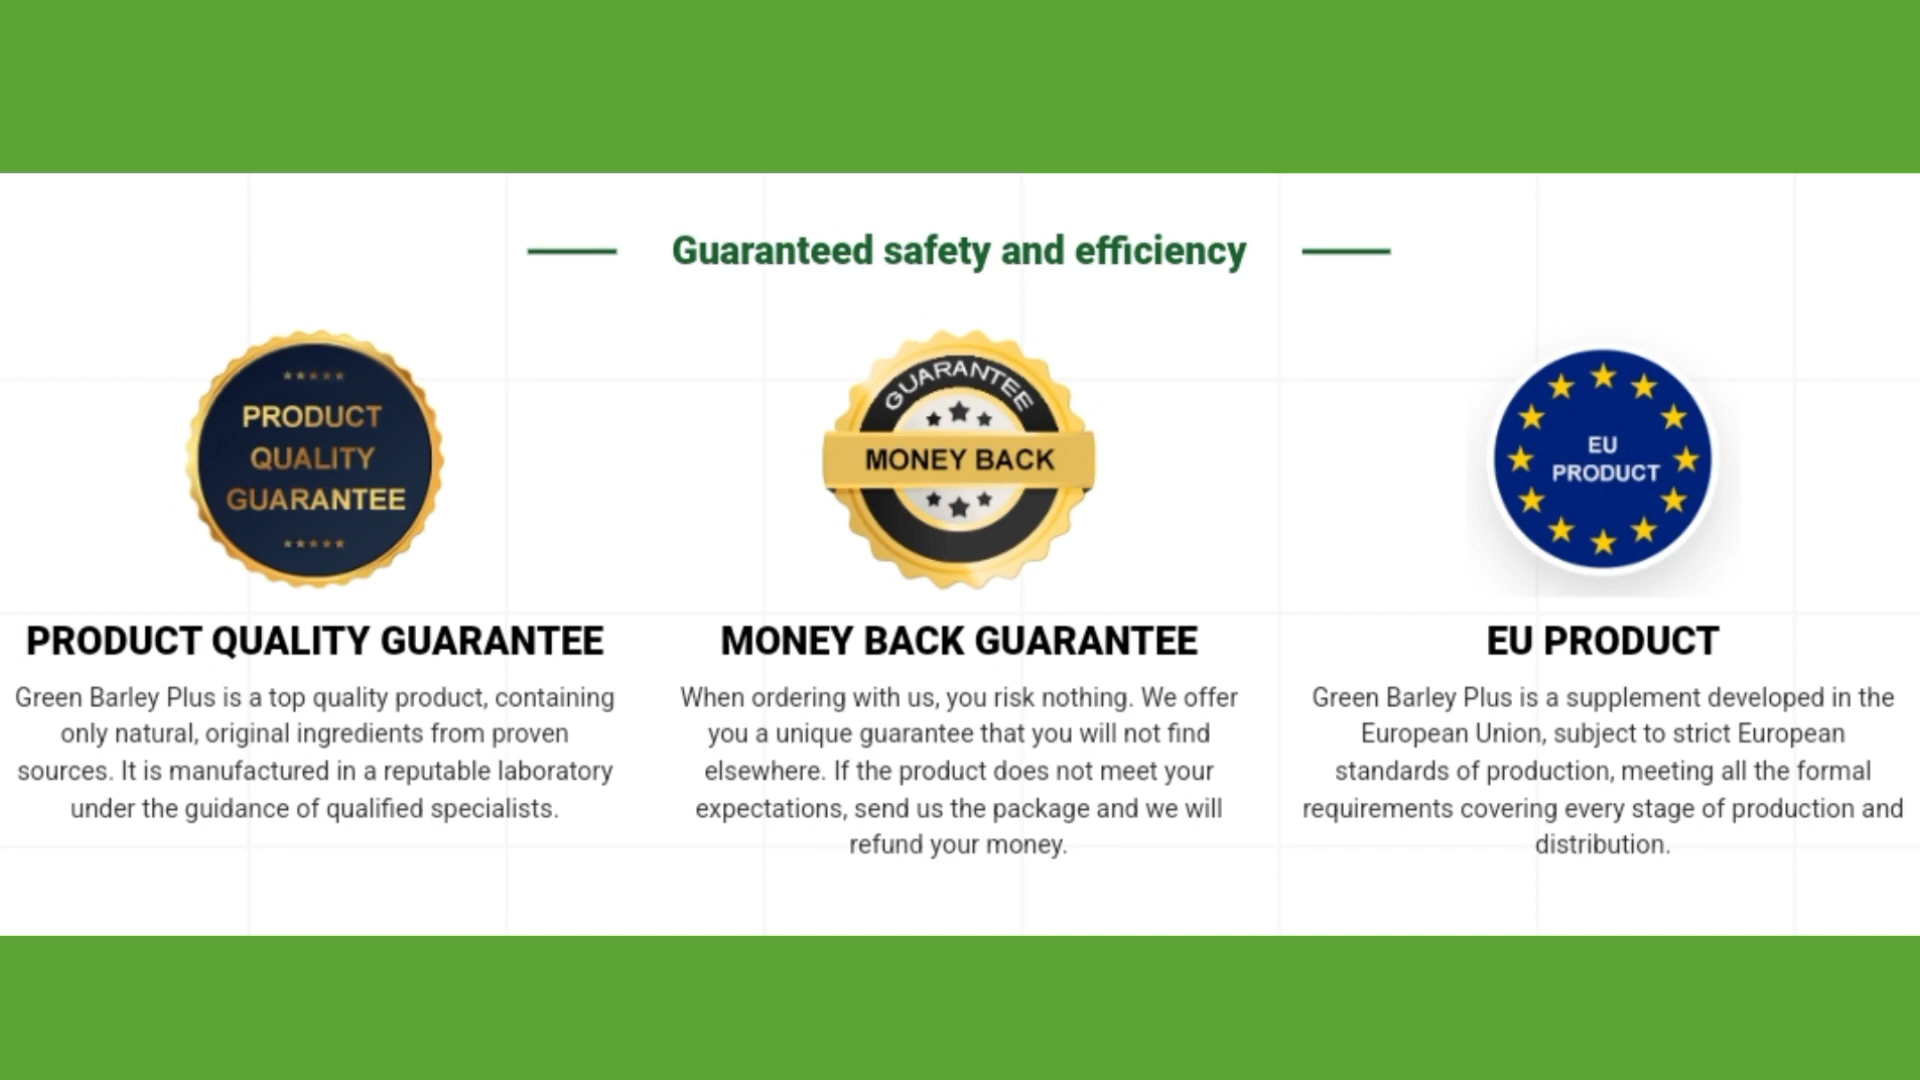 Guaranteed safety and efficiency
PRODUCT
QUALITY
GUARANTEE
GUARANTEE
MONEY BACK
EU
PRODUCT
PRODUCT QUALITY GUARANTEE
Green Barley Plus is a top quality product, containing
only natural, original ingredients from proven
sources. It is manufactured in a reputable laboratory
under the guidance of qualified specialists.
MONEY BACK GUARANTEE
When ordering with us, you risk nothing. We offer
you a unique guarantee that you will not find
elsewhere. If the product does not meet your
expectations, send us the package and we will
refund your money.
EU PRODUCT
Green Barley Plus is a supplement developed in the
European Union, subject to strict European
standards of production, meeting all the formal
requirements covering every stage of production and
distribution.